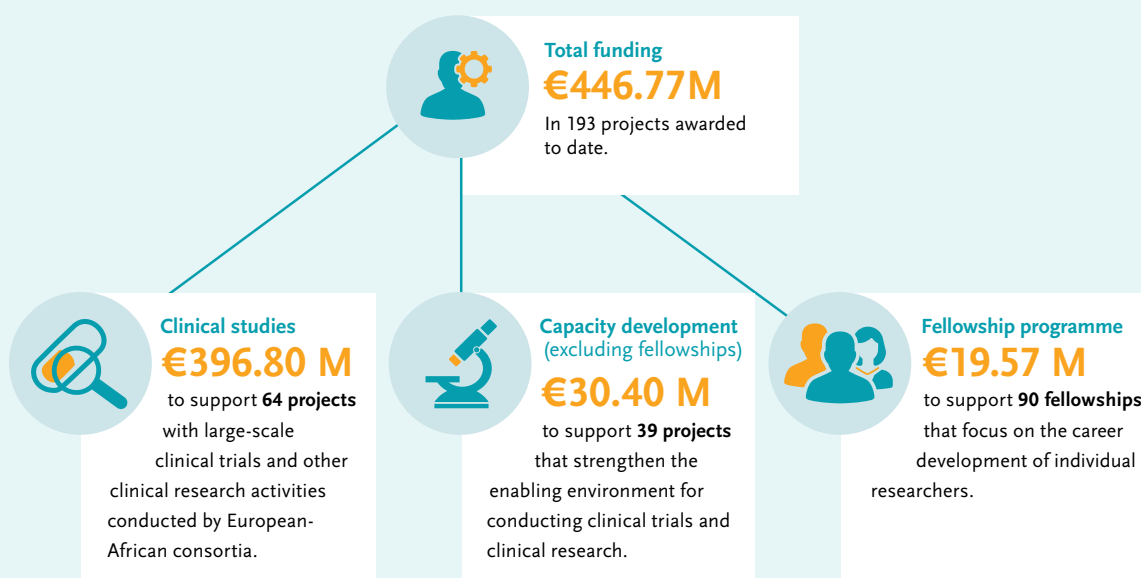 Total funding
€446.77M
In 193 projects awarded
to date.
Clinical studies
€396.80 M
to support 64 projects
with large-scale
clinical trials and other
clinical research activities
conducted by European-
African consortia.
Capacity development
(excluding fellowships)
€30.40 M
to support 39 projects
that strengthen the
enabling environment for
conducting clinical trials and
clinical research.
Fellowship programme
€19.57 M
to support 90 fellowships
that focus on the career
development of individual
researchers.